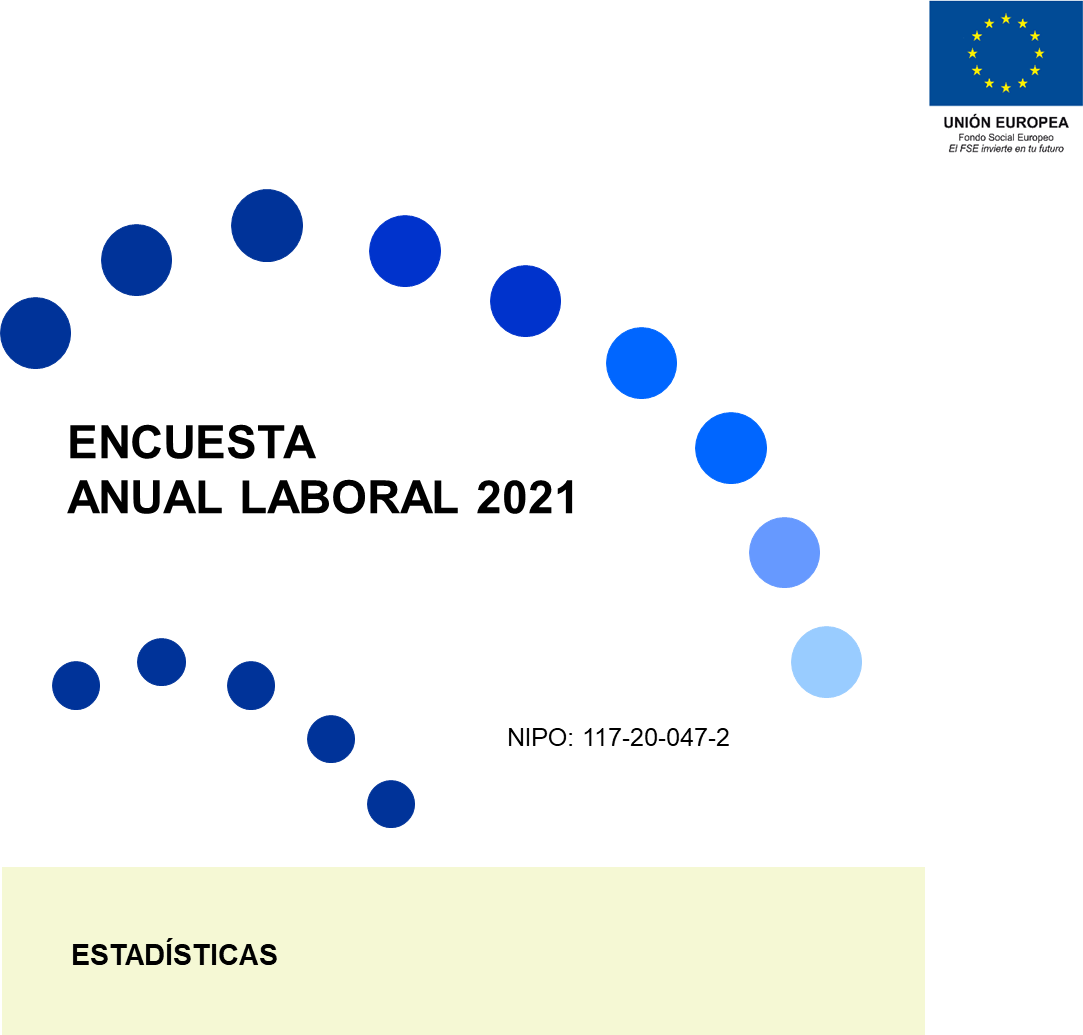 UNIÓN EUROPEA
Fondo Social Europeo
El FSE invierte en tu futuro
ENCUESTA
ANUAL LABORAL 2021
NIPO: 117-20-047-2
ESTADÍSTICAS